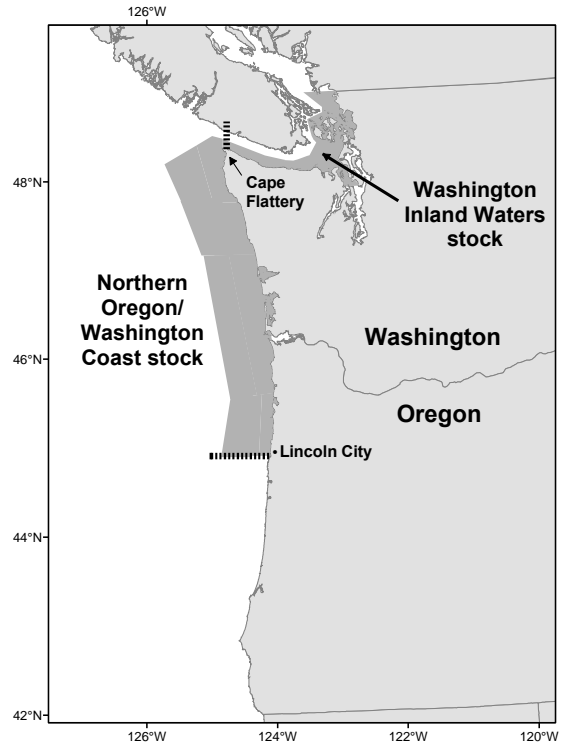 126°W
48°N
Cape
Flattery
Washington
Inland Waters
stock
Northern
Oregon/
Washington
Coast stock
Washington
46°N
Oregon
Lincoln City
44°N
42°N
126°W
124°W
122°W
120°W